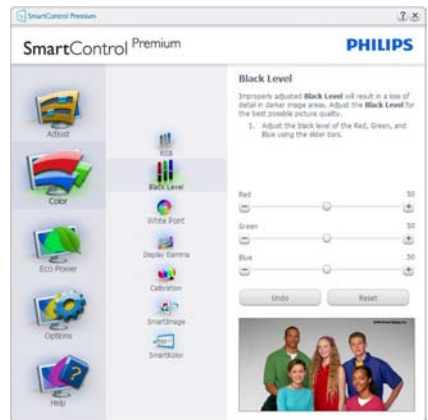 SmartControl Premium
SmartControl Premium
PHILIPS
Adjust
Color
Eco Power
Options
Help
RGB
Black Level
White Point
Display Gamma
Calibration
SmartImage
SmartKolor
Black Level
Improperly adjusted Black Level will result in a loss of
detail in darker image areas. Adjust the Black Level for
the best possible picture quality.
1. Adjust the black level of the Red, Green, and
Blue using the slider bars.
Red 50
Green 50
Blue 50
Undo Reset